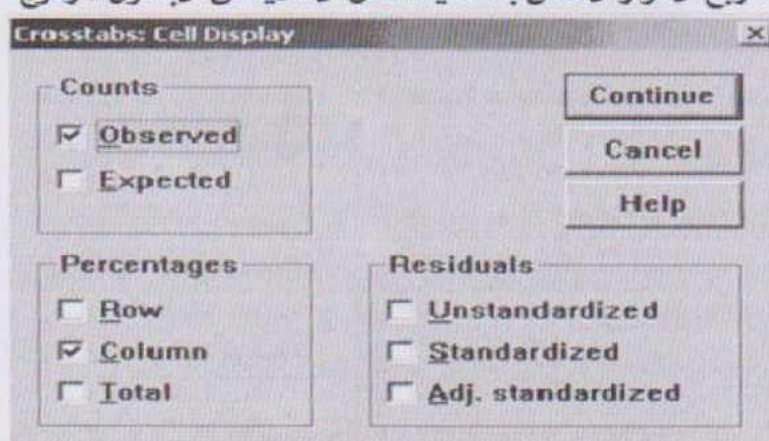 Crosstabs: Cell Display
Counts
Observed
Expected
Continue
Cancel
Help
Percentages
Row
Column
Total
Residuals
Unstandardized
Standardized
Adj. standardized